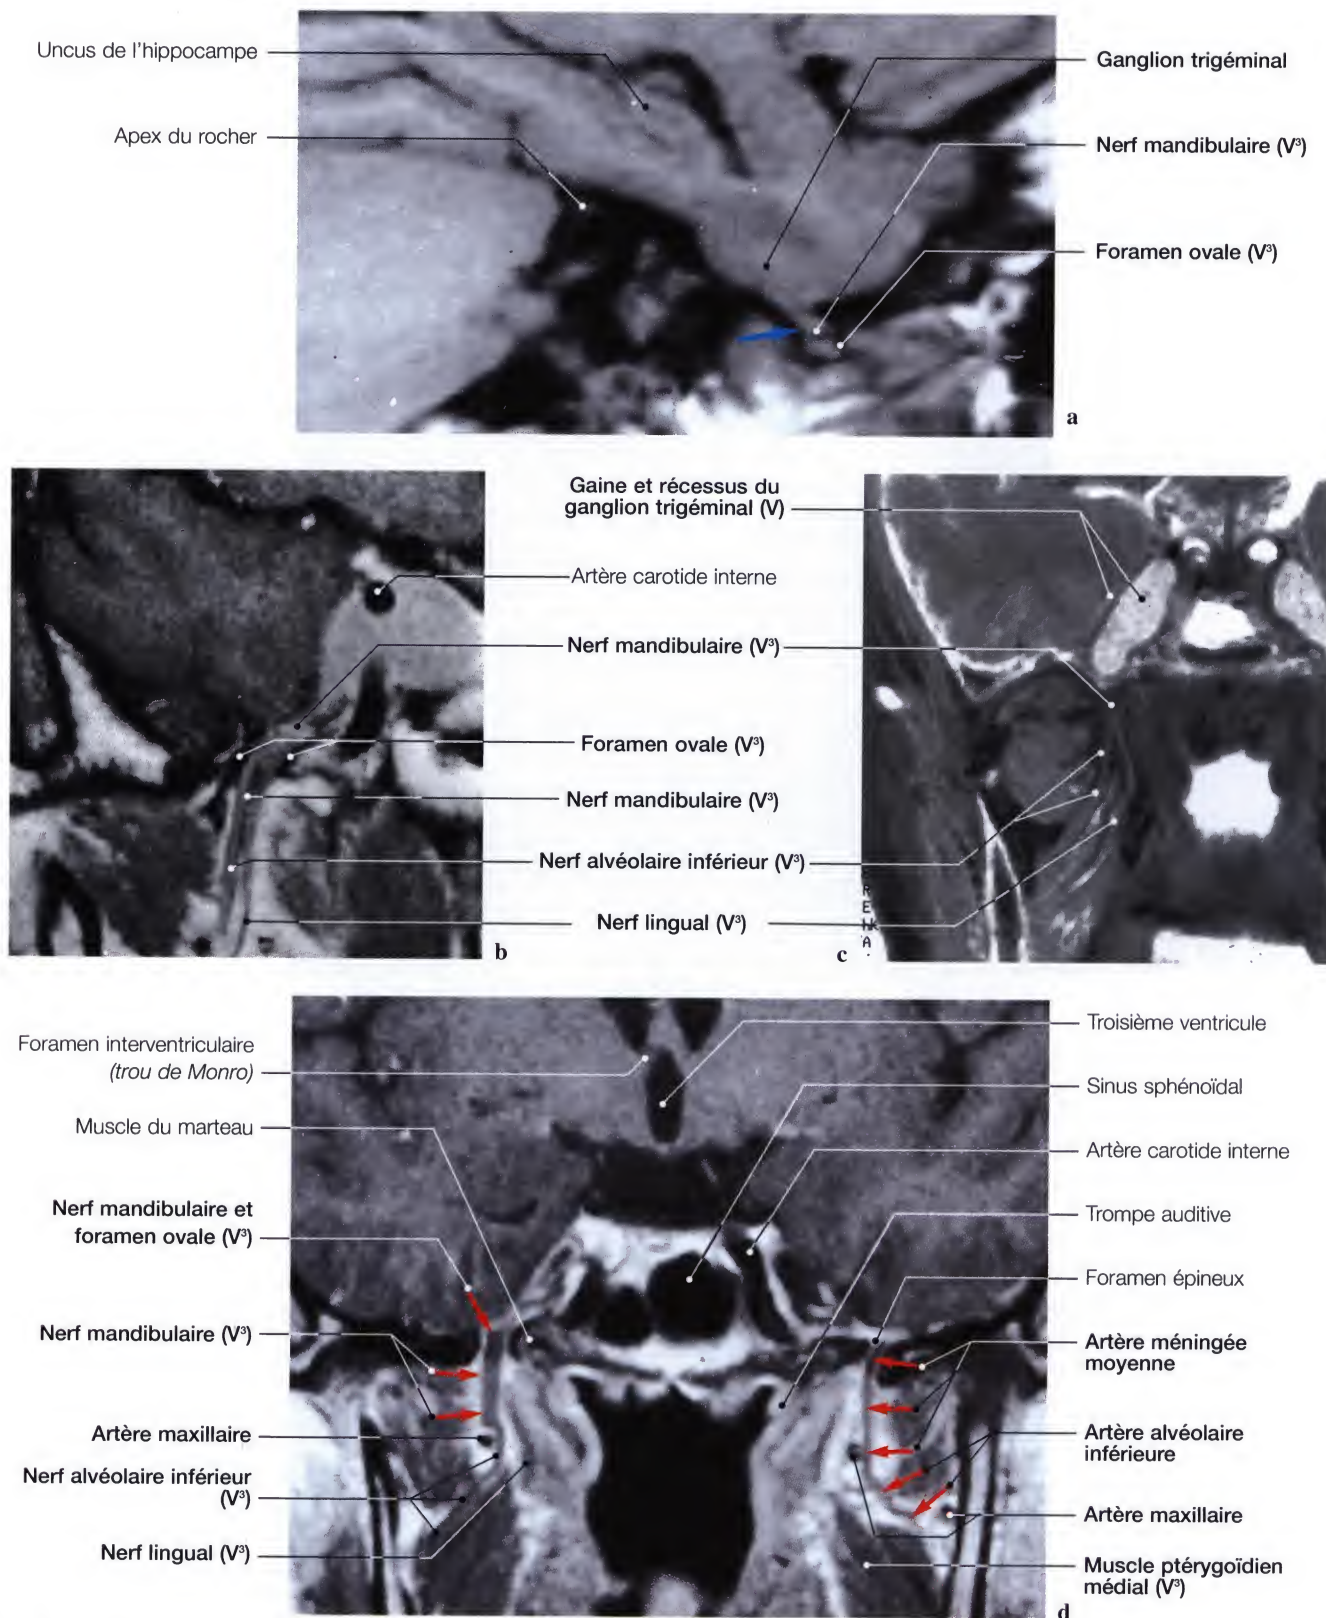 Uncus de l'hippocampe
Apex du rocher
Ganglion trigéminal
Nerf mandibulaire (V³)
Foramen ovale (V³)
a
Gaine et récessus du
ganglion trigéminal (V)
Artère carotide interne
Nerf mandibulaire (V³)
Foramen ovale (V³)
Nerf mandibulaire (V³)
Nerf alvéolaire inférieur (V³)
Nerf lingual (V³)
b
c
Foramen interventriculaire
(trou de Monro)
Muscle du marteau
Nerf mandibulaire et
foramen ovale (V³)
Nerf mandibulaire (V³)
Artère maxillaire
Nerf alvéolaire inférieur
(V³)
Nerf lingual (V³)
Troisième ventricule
Sinus sphénoïdal
Artère carotide interne
Trompe auditive
Foramen épineux
Artère méningée
moyenne
Artère alvéolaire
inférieure
Artère maxillaire
Muscle ptérygoïdien
médial (V³)
d